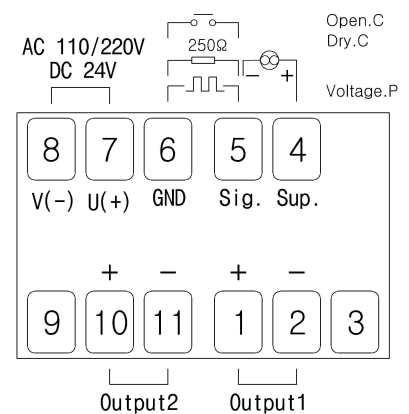 Open.C
Dry.C
AC 110/220V
DC 24V
250Ω
− +
Voltage.P
8 7 6 5 4
V(-) U(+) GND Sig. Sup.
+ − + −
9 10 11 1 2 3
Output2 Output1